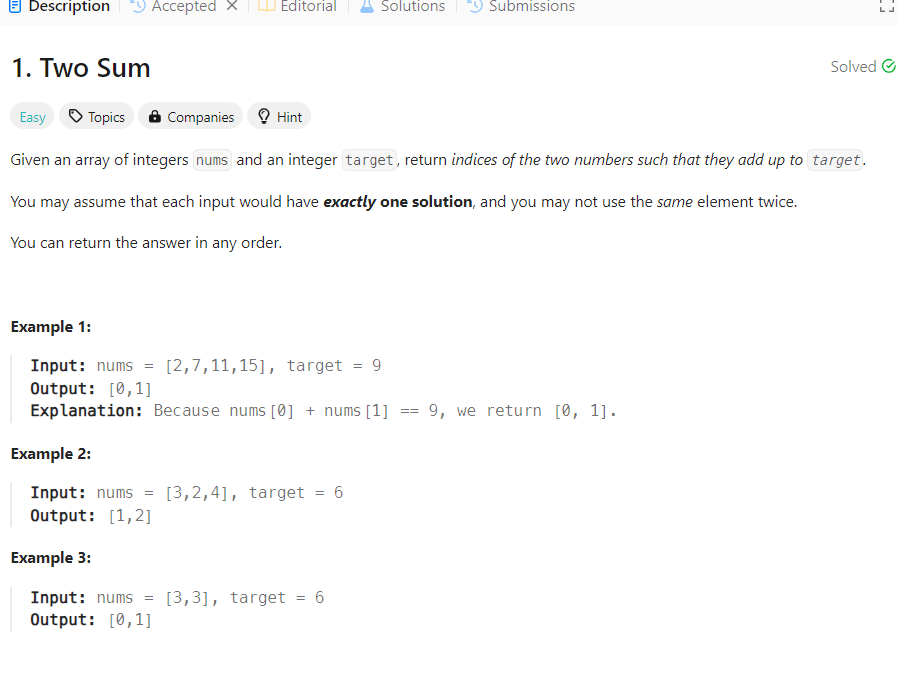 Description Accepted Editorial Solutions Submissions
1. Two Sum Solved
Easy Topics Companies Hint
Given an array of integers nums and an integer target, return indices of the two numbers such that they add up to target.
You may assume that each input would have exactly one solution, and you may not use the same element twice.
You can return the answer in any order.
Example 1:
Input: nums = [2,7,11,15], target = 9
Output: [0,1]
Explanation: Because nums[0] + nums[1] == 9, we return [0, 1].
Example 2:
Input: nums = [3,2,4], target = 6
Output: [1,2]
Example 3:
Input: nums = [3,3], target = 6
Output: [0,1]